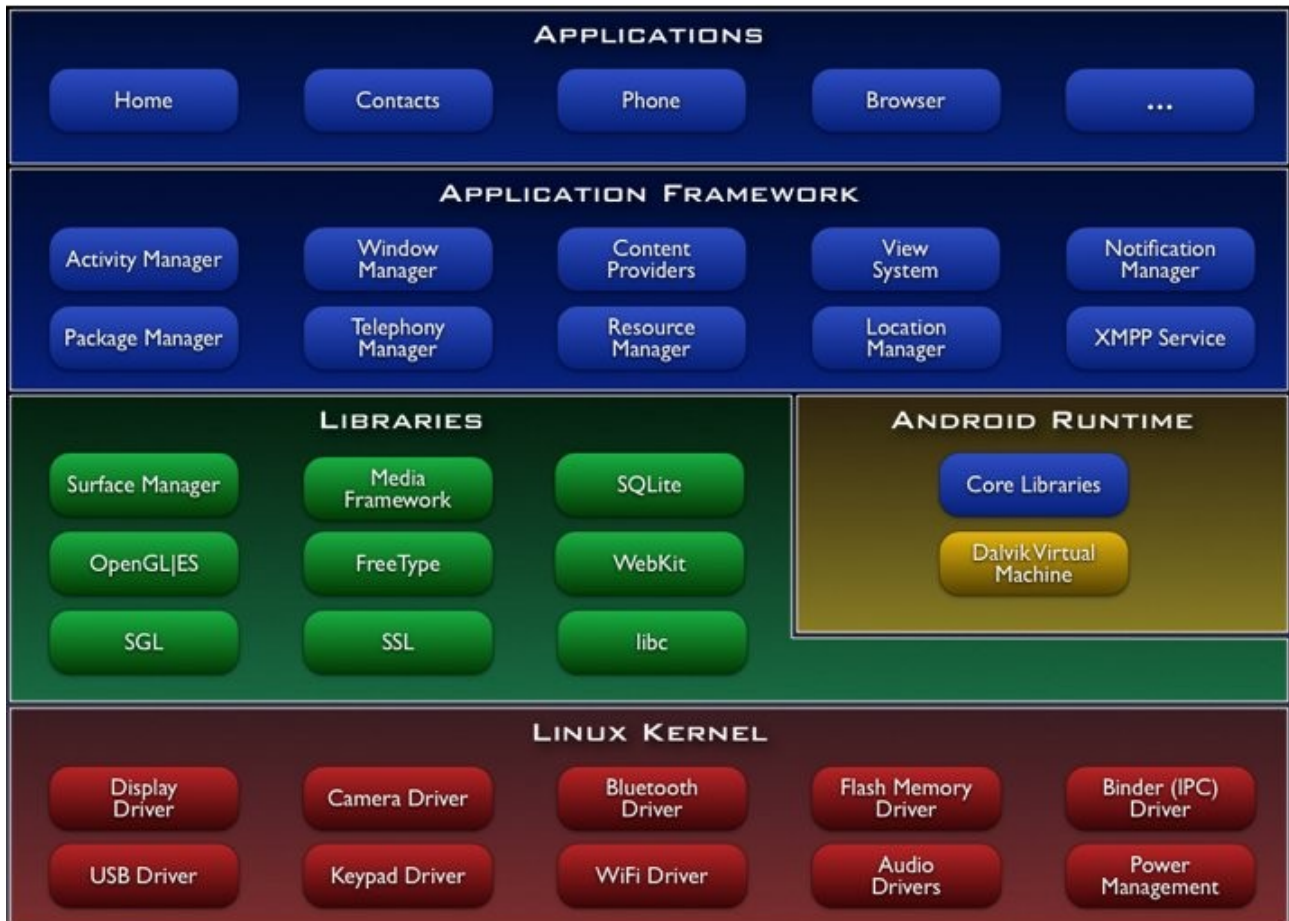 APPLICATIONS
Home
Contacts
Phone
Browser
...
APPLICATION FRAMEWORK
Activity Manager
Window
Manager
Content
Providers
View
System
Notification
Manager
Package Manager
Telephony
Manager
Resource
Manager
Location
Manager
XMPP Service
LIBRARIES
Surface Manager
Media
Framework
SQLite
OpenGL|ES
FreeType
WebKit
SGL
SSL
libc
ANDROID RUNTIME
Core Libraries
Dalvik Virtual
Machine
LINUX KERNEL
Display
Driver
Camera Driver
Bluetooth
Driver
Flash Memory
Driver
Binder (IPC)
Driver
USB Driver
Keypad Driver
WiFi Driver
Audio
Drivers
Power
Management